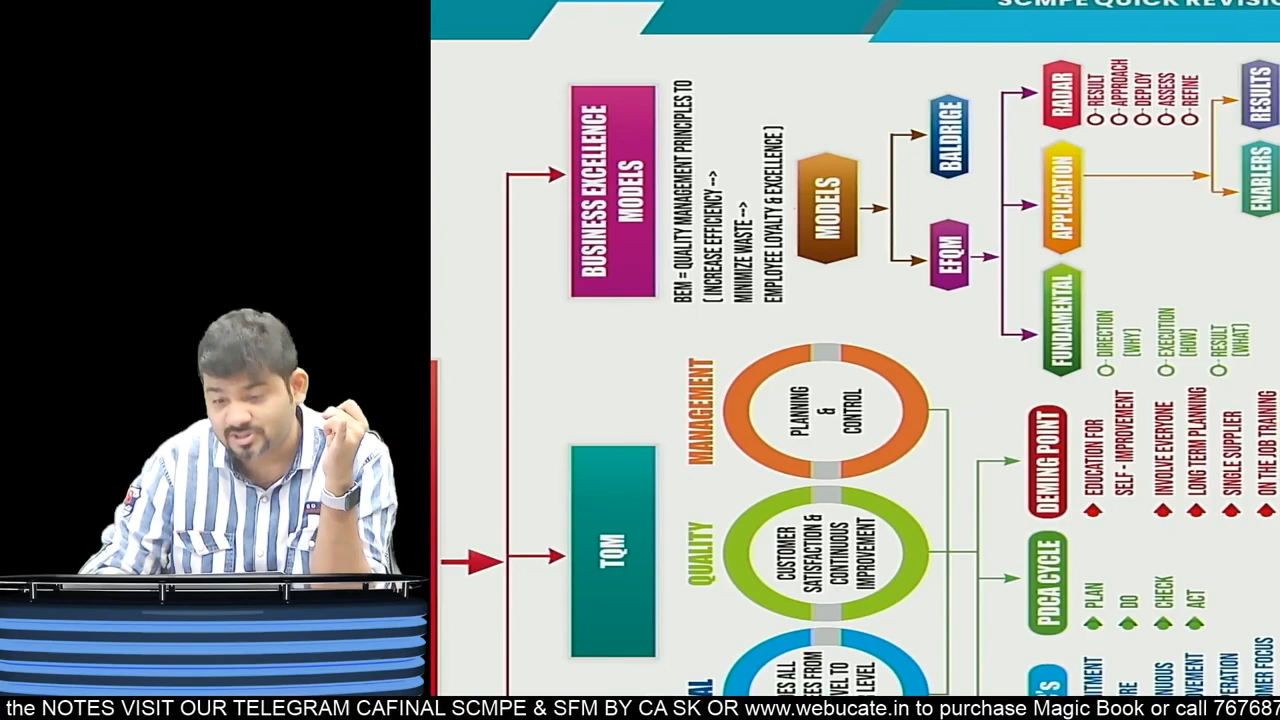 SCMPE QUICK
BUSINESS EXCELLENCE
MODELS
BEM = QUALITY MANAGEMENT PRINCIPLES TO
[ INCREASE EFFICIENCY -->
MINIMIZE WASTE -->
EMPLOYEE LOYALTY & EXCELLENCE ]
MODELS
BALDRIGE
EFQM
RADAR
RESULT
APPROACH
DEPLOY
ASSESS
REFINE
APPLICATION
RESULTS
ENABLERS
FUNDAMENTAL
DIRECTION
(WHY)
EXECUTION
(HOW)
RESULT
(WHAT)
TQM
MANAGEMENT
PLANNING
&
CONTROL
QUALITY
CUSTOMER
SATISFACTION &
CONTINUOUS
IMPROVEMENT
DEMING POINT
EDUCATION FOR
SELF - IMPROVEMENT
INVOLVE EVERYONE
LONG TERM PLANNING
SINGLE SUPPLIER
ON THE JOB TRAINING
PDCA CYCLE
PLAN
DO
CHECK
ACT
the NOTES VISIT OUR TELEGRAM CAFINAL SCMPE & SFM BY CA SK OR www.webucate.in to purchase Magic Book or call 767687